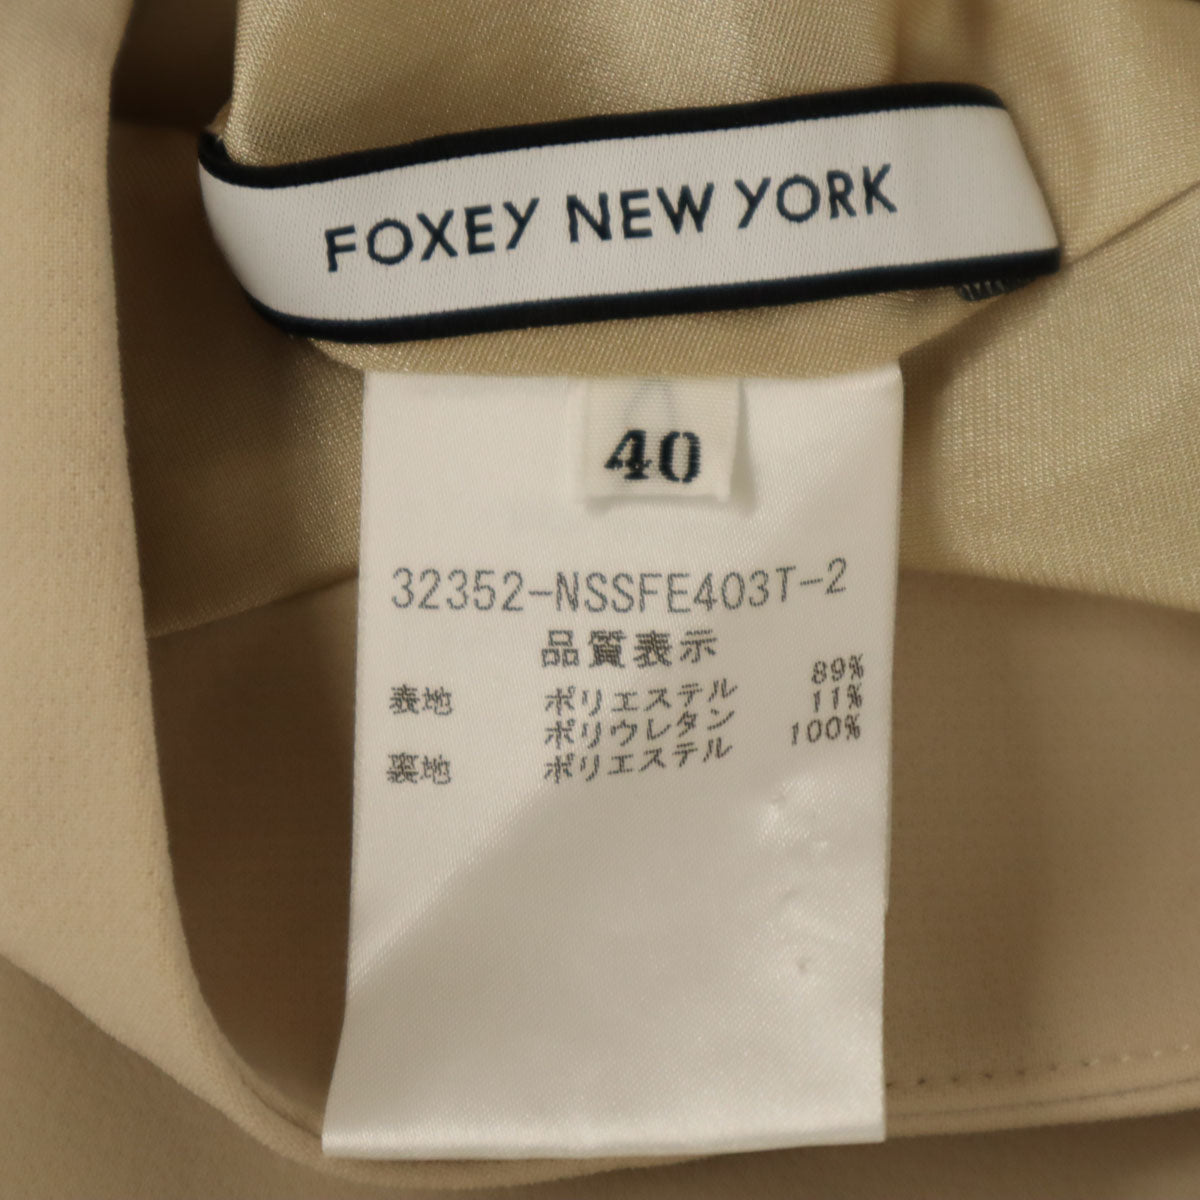 FOXEY NEW YORK
40
32352-NSSFE403T-2
品質表示
表地 ポリエステル 89%
ポリウレタン 11%
裏地 ポリエステル 100%